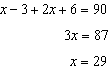 x − 3 + 2x + 6 = 90
3x = 87
x = 29